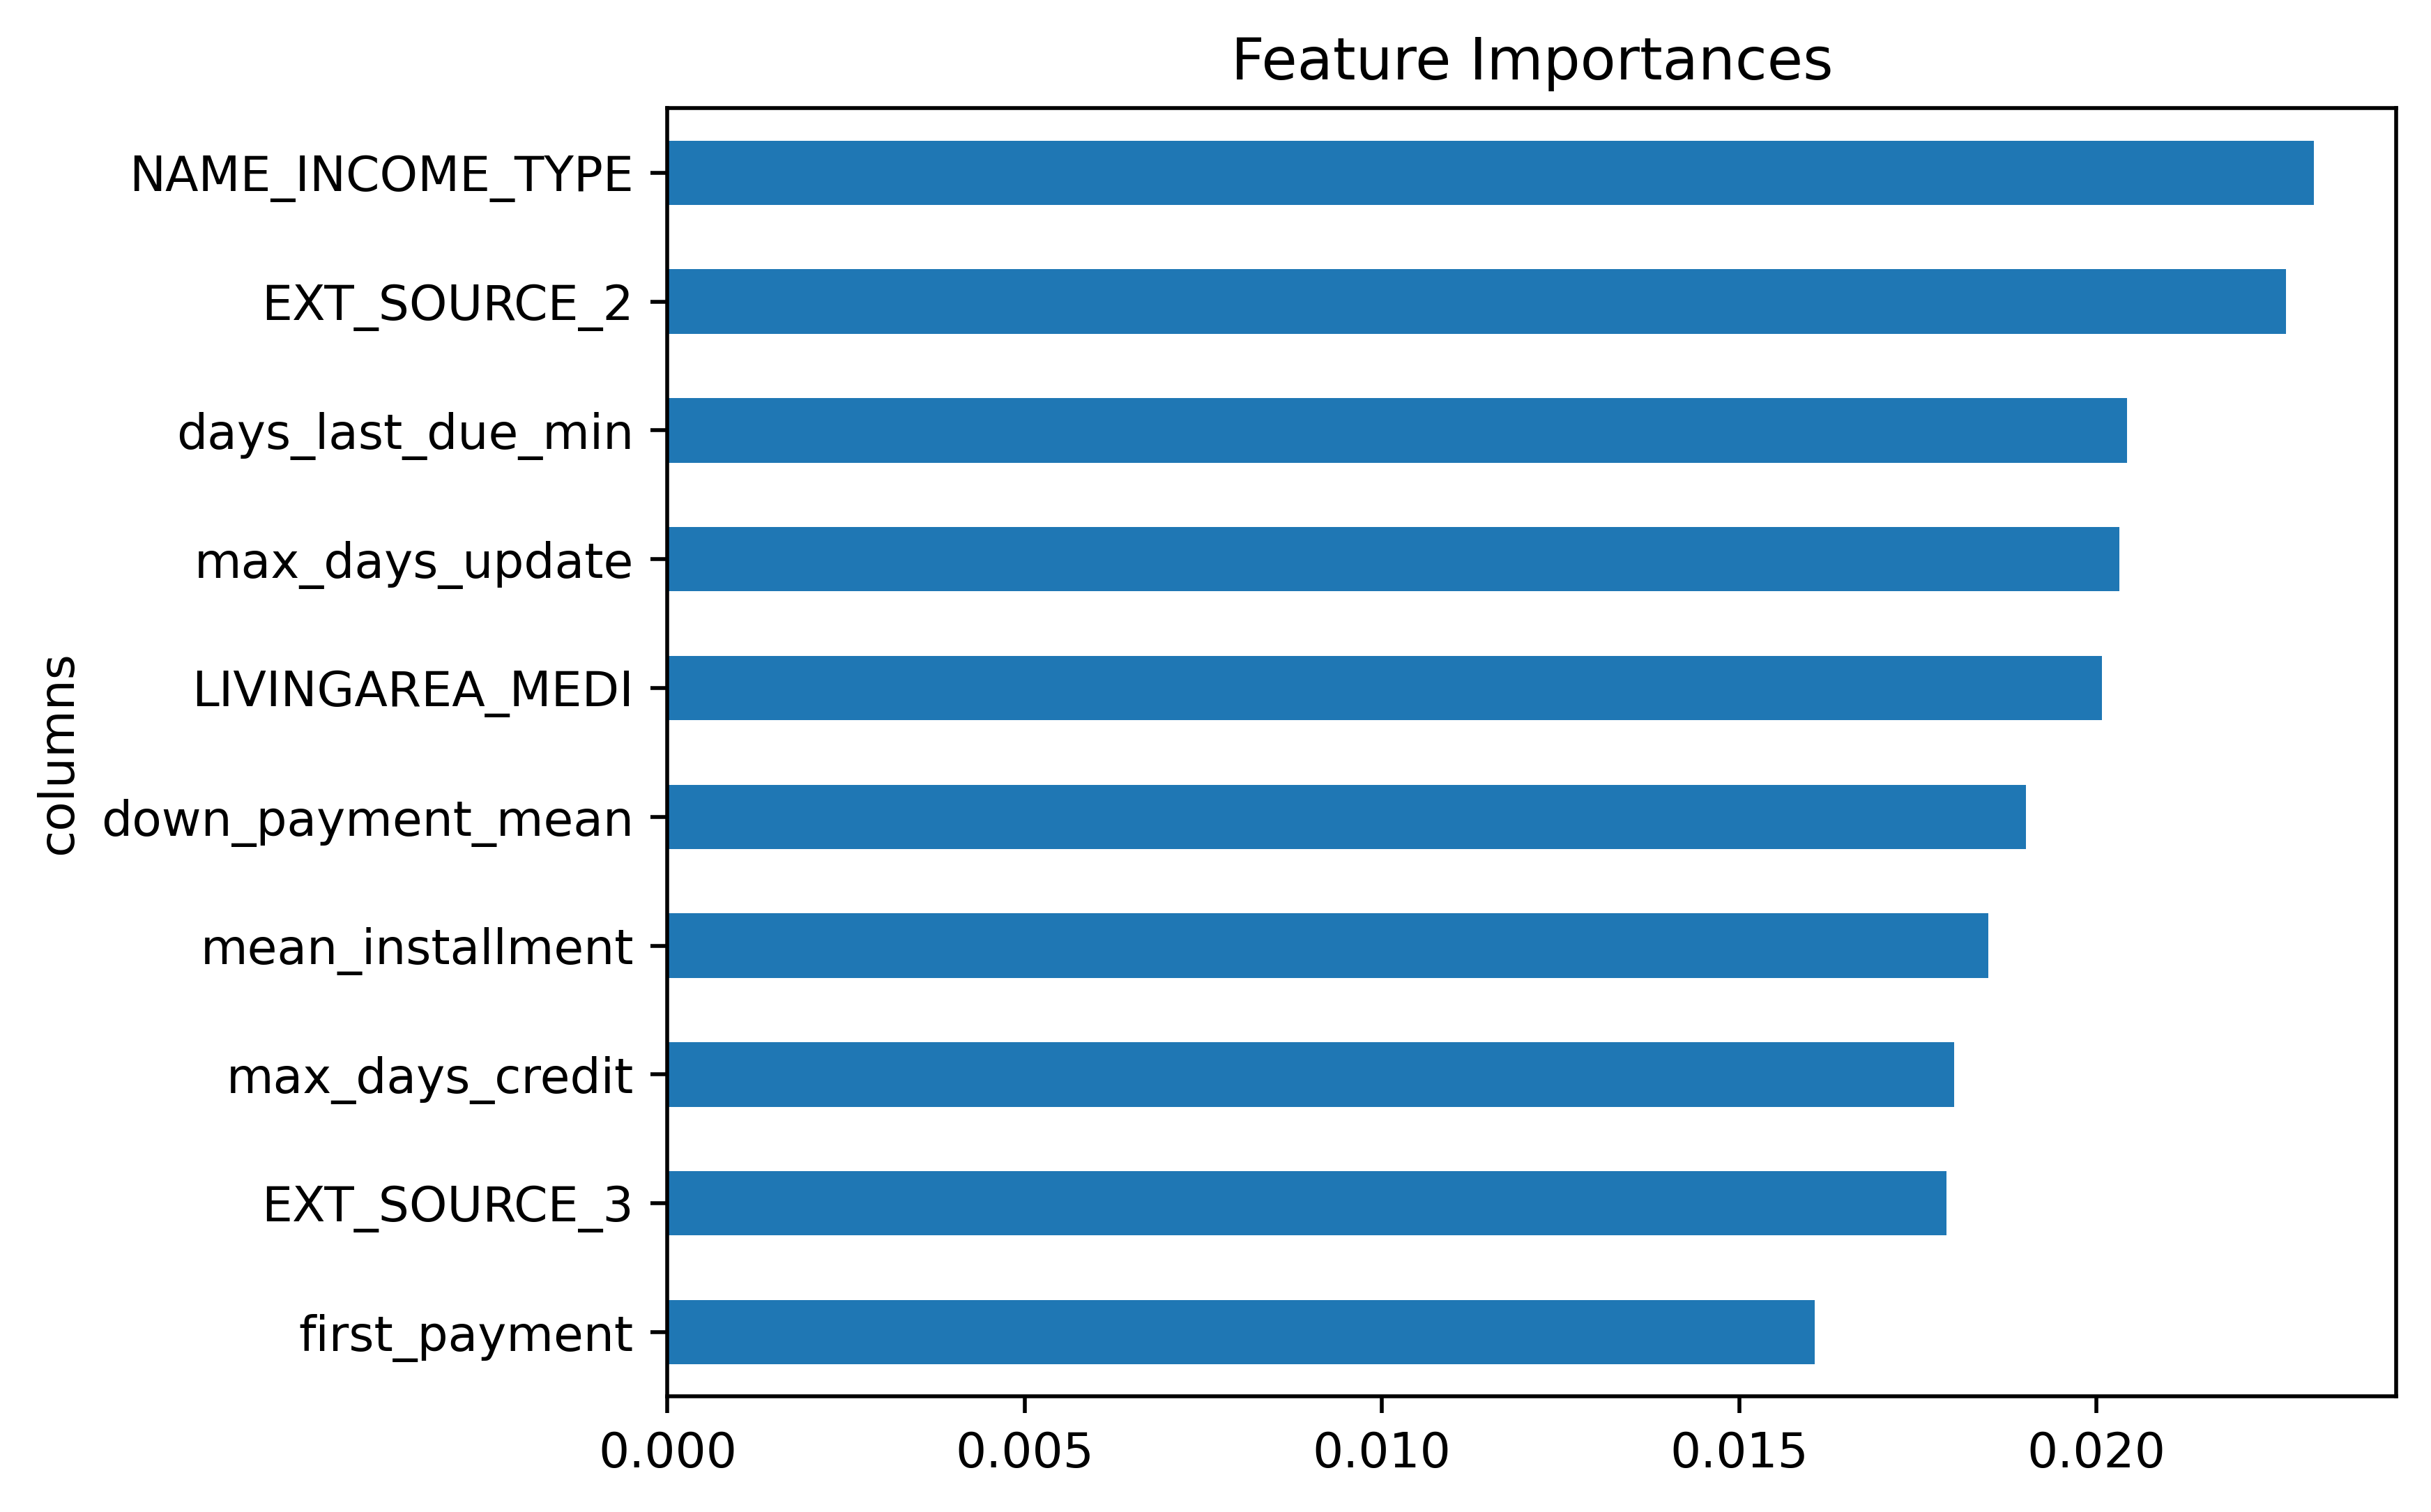 Feature Importances
NAME_INCOME_TYPE
EXT_SOURCE_2
days_last_due_min
max_days_update
LIVINGAREA_MEDI
down_payment_mean
mean_installment
max_days_credit
EXT_SOURCE_3
first_payment
columns
0.000 0.005 0.010 0.015 0.020